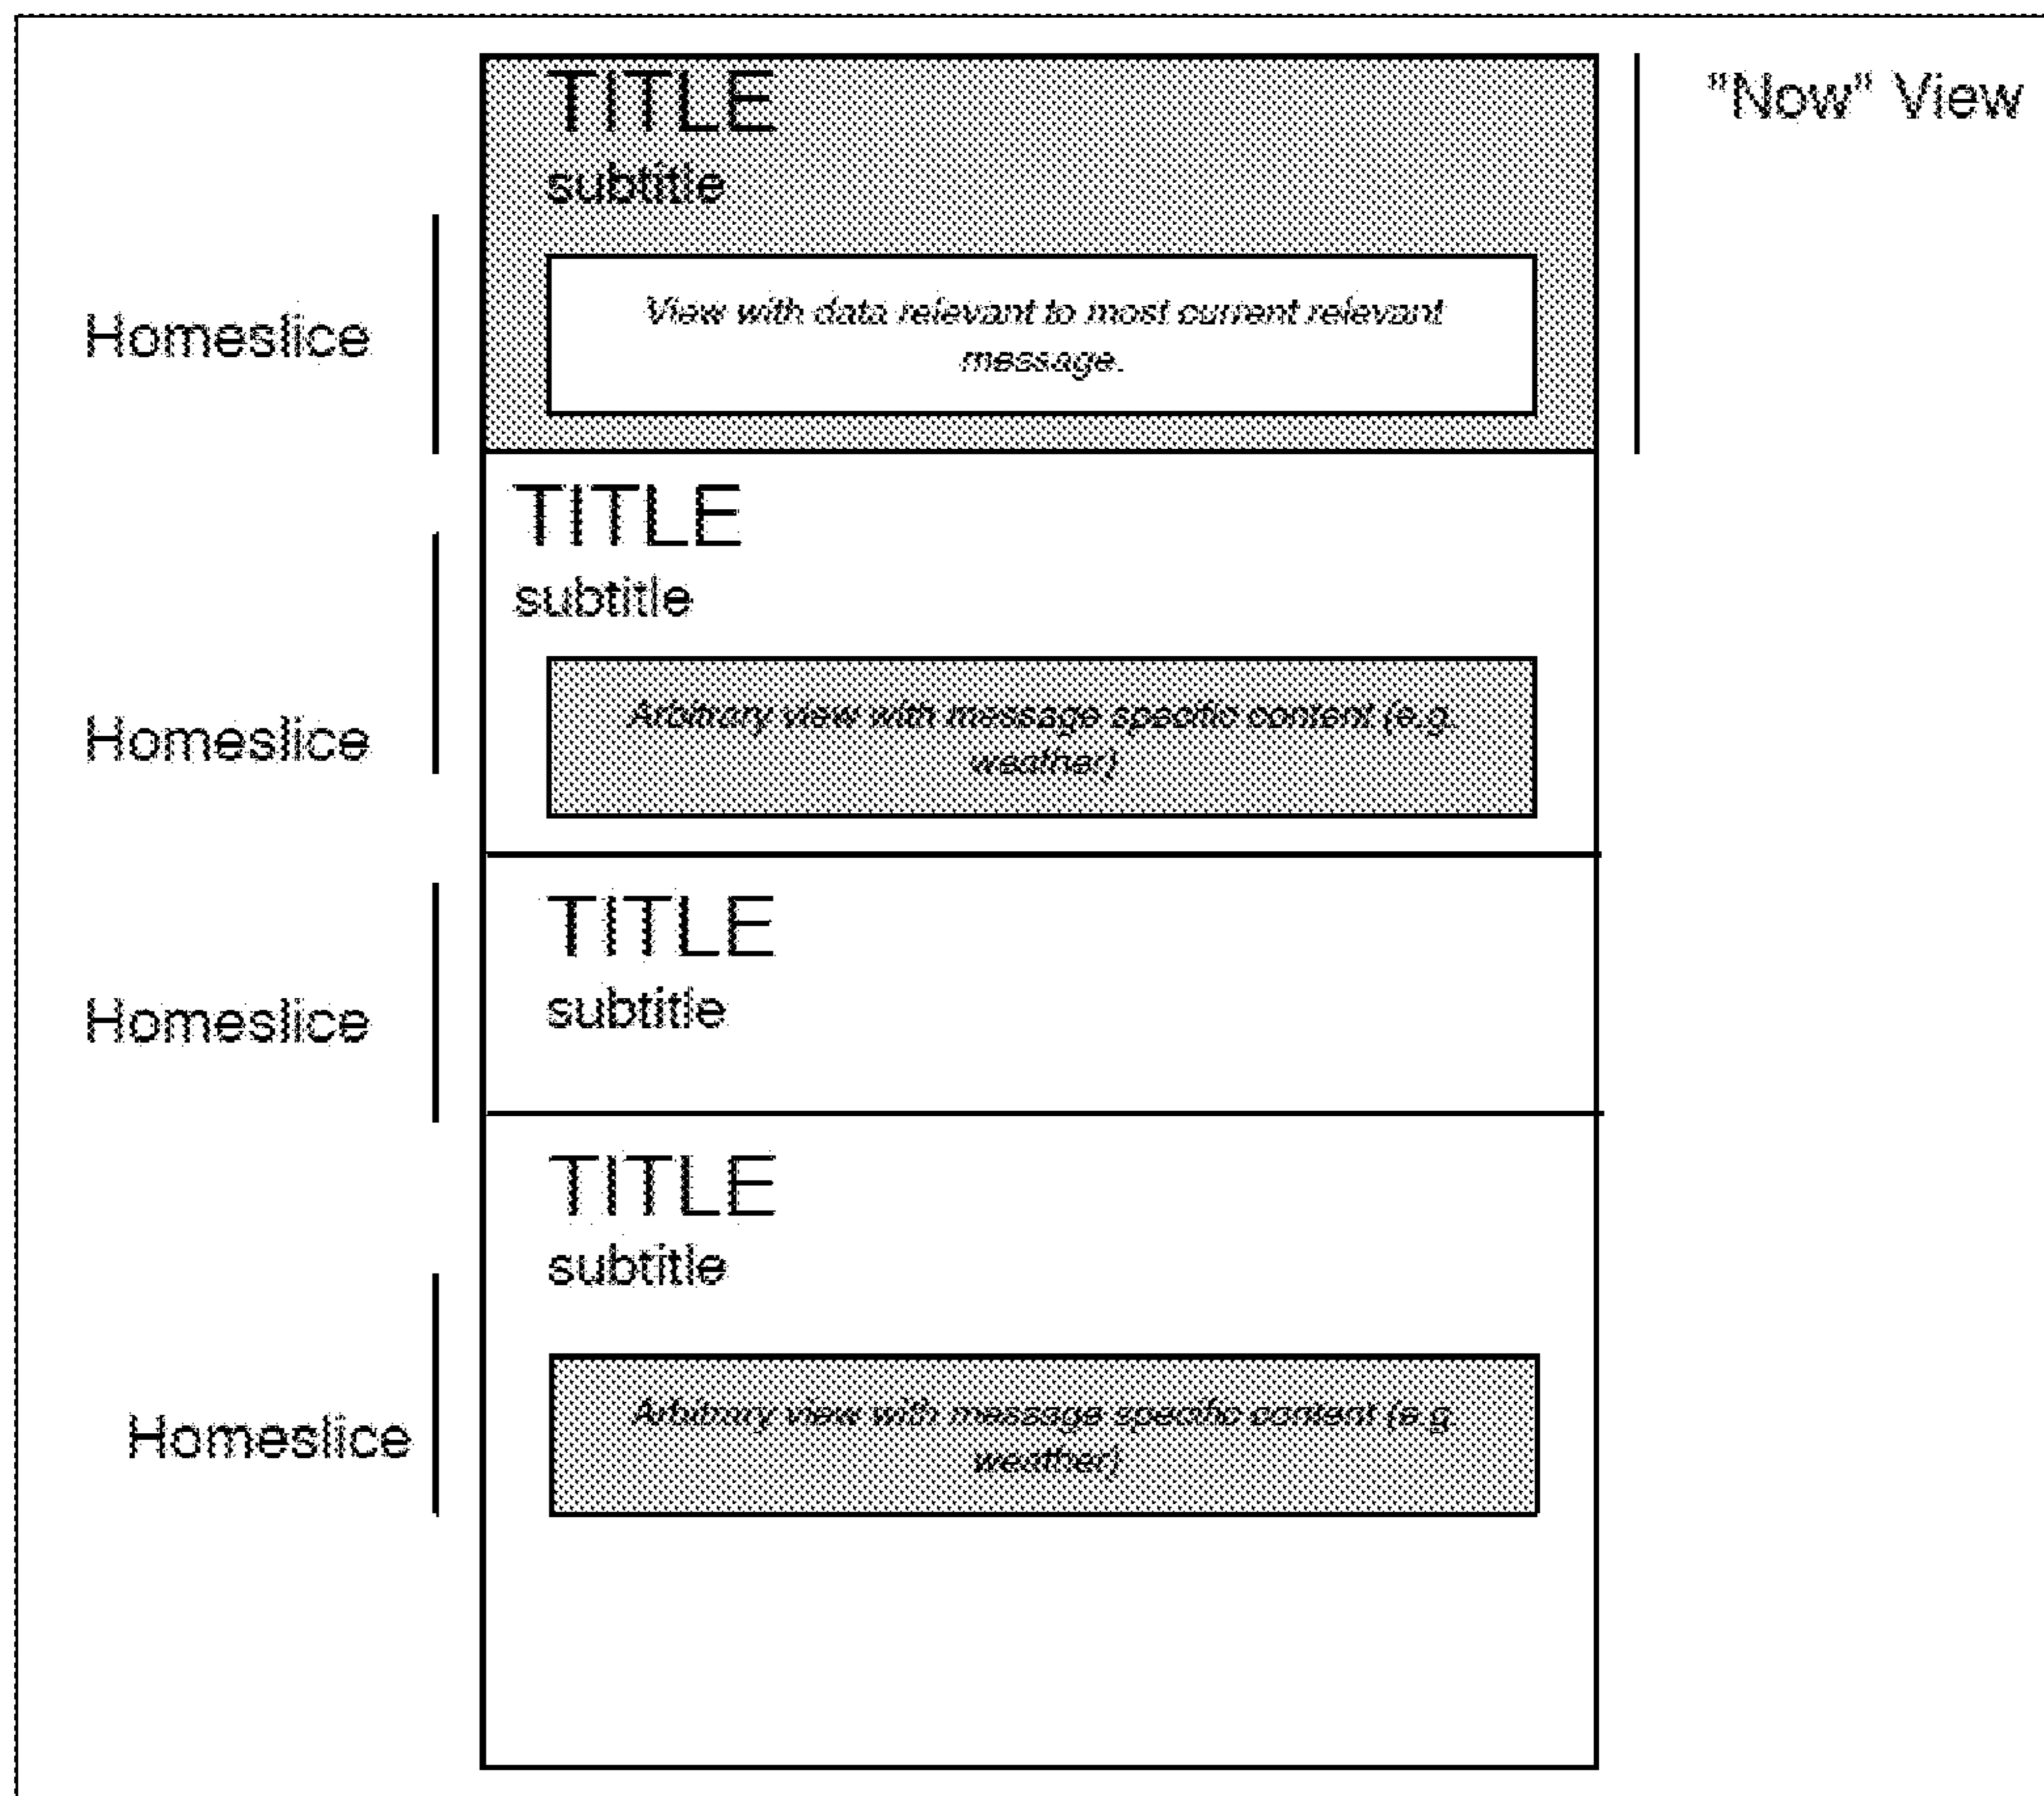 TITLE
"Now" View
subtitle
Homeslice
View with data relevant to most current relevant
message.
TITLE
subtitle
Homeslice
Arbitrary view with message specific content (e.g.
weather)
TITLE
subtitle
Homeslice
TITLE
subtitle
Homeslice
Arbitrary view with message specific content (e.g.
weather)